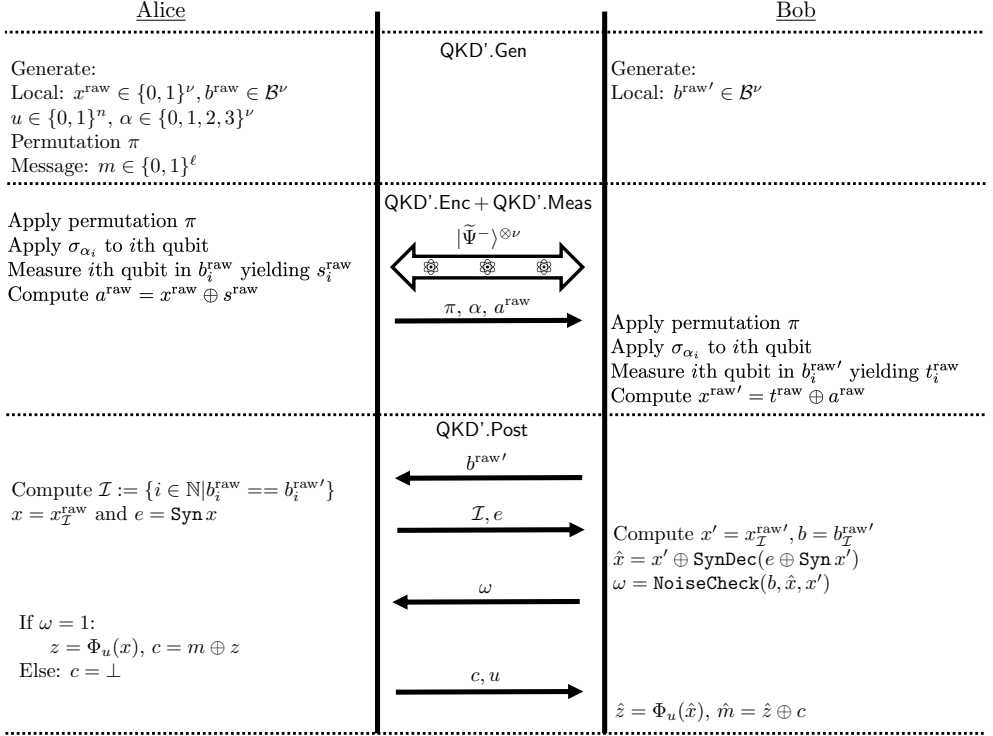 Alice
Bob
QKD'.Gen
Generate:
Local: x^raw ∈ {0,1}^ν, b^raw ∈ 𝓑^ν
u ∈ {0,1}^n, α ∈ {0,1,2,3}^ν
Permutation π
Message: m ∈ {0,1}^ℓ
Generate:
Local: b^raw′ ∈ 𝓑^ν
QKD'.Enc + QKD'.Meas
|Ψ̃⁻⟩^⊗ν
Apply permutation π
Apply σ_{α_i} to ith qubit
Measure ith qubit in b_i^raw yielding s_i^raw
Compute a^raw = x^raw ⊕ s^raw
π, α, a^raw
Apply permutation π
Apply σ_{α_i} to ith qubit
Measure ith qubit in b_i^raw′ yielding t_i^raw
Compute x^raw′ = t^raw ⊕ a^raw
QKD'.Post
b^raw′
Compute 𝓘 := {i ∈ ℕ|b_i^raw == b_i^raw′}
x = x_𝓘^raw and e = Syn x
𝓘, e
Compute x′ = x_𝓘^raw′, b = b_𝓘^raw′
x̂ = x′ ⊕ SynDec(e ⊕ Syn x′)
ω = NoiseCheck(b, x̂, x′)
ω
If ω = 1:
z = Φ_u(x), c = m ⊕ z
Else: c = ⊥
c, u
ẑ = Φ_u(x̂), m̂ = ẑ ⊕ c